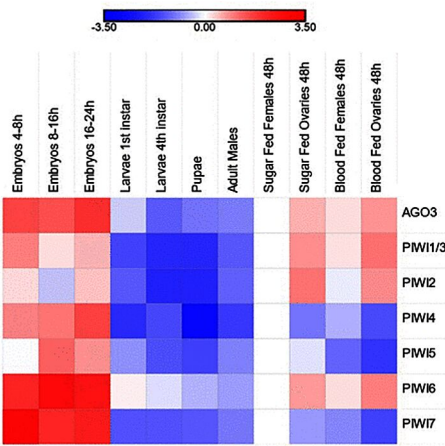 -3.50 0.00 3.50
Embryos 4-8h
Embryos 8-16h
Embryos 16-24h
Larvae 1st instar
Larvae 4th instar
Pupae
Adult Males
Sugar Fed Females 48h
Sugar Fed Ovaries 48h
Blood Fed Females 48h
Blood Fed Ovaries 48h
AGO3
PIWI1/3
PIWI2
PIWI4
PIWI5
PIWI6
PIWI7